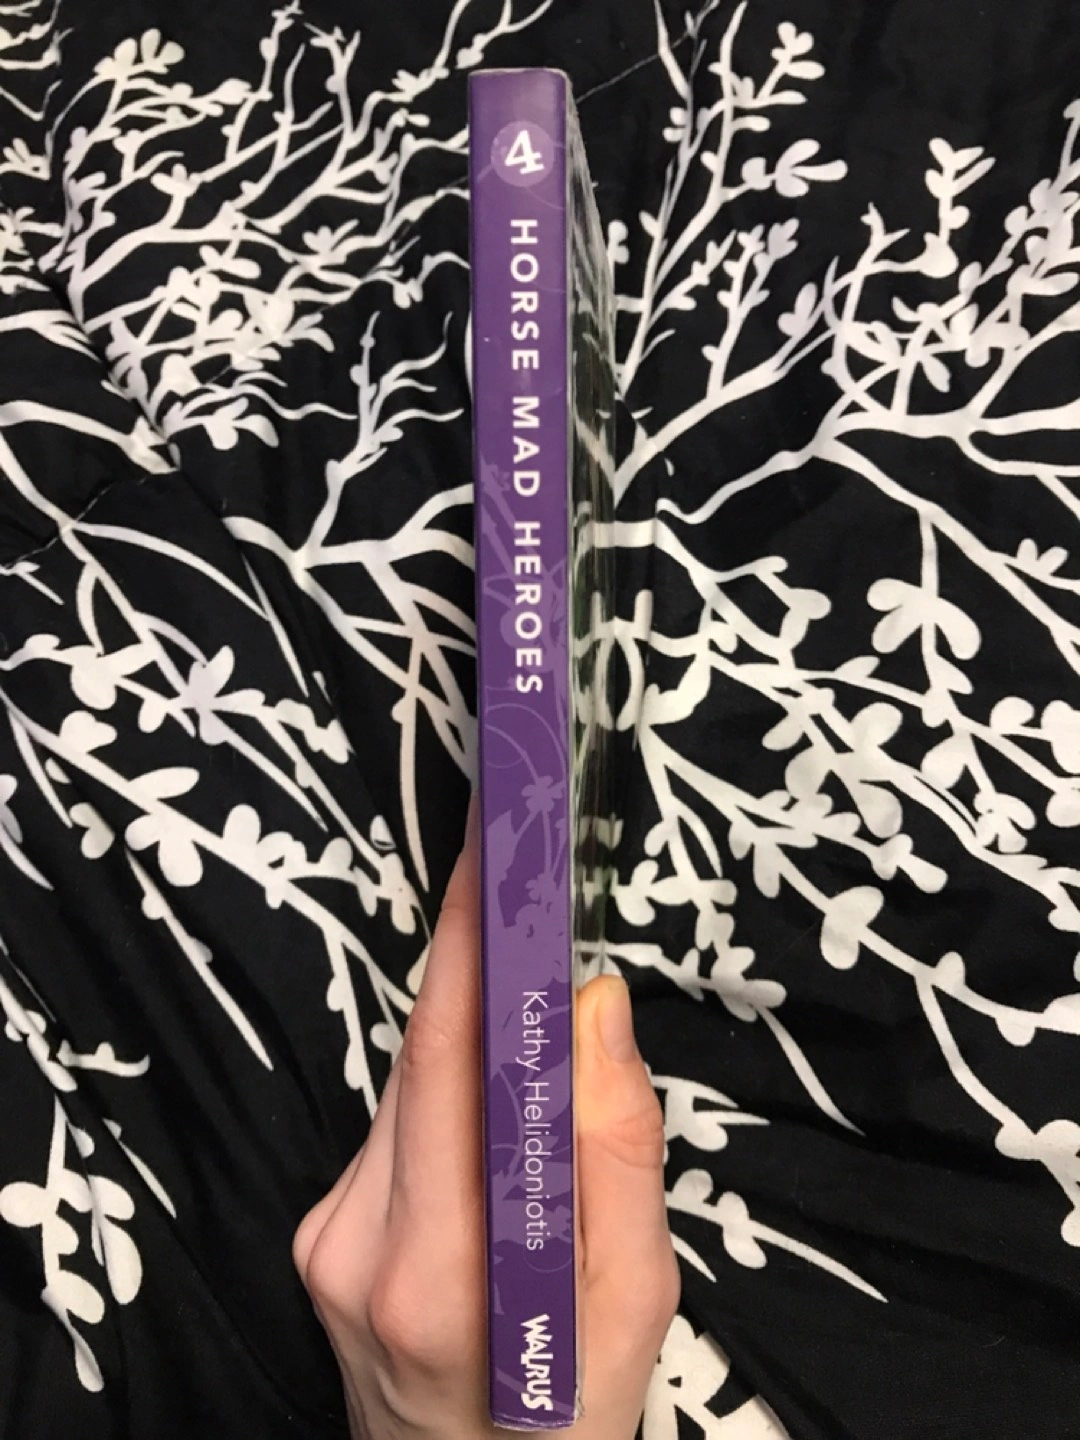 4
HORSE MAD HEROES
Kathy Helidoniotis
WALRUS